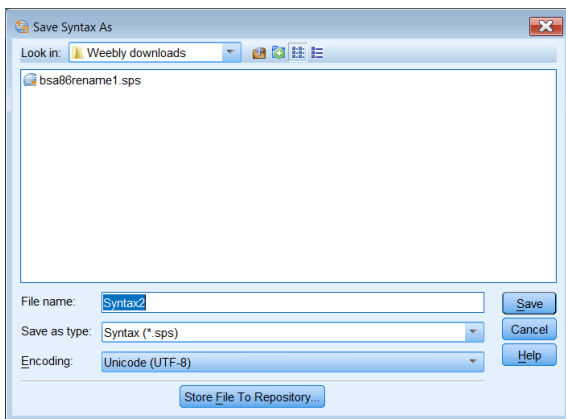 Save Syntax As
Look in: Weebly downloads
bsa86rename1.sps
File name: Syntax2 Save
Save as type: Syntax (*.sps) Cancel
Encoding: Unicode (UTF-8) Help
Store File To Repository...